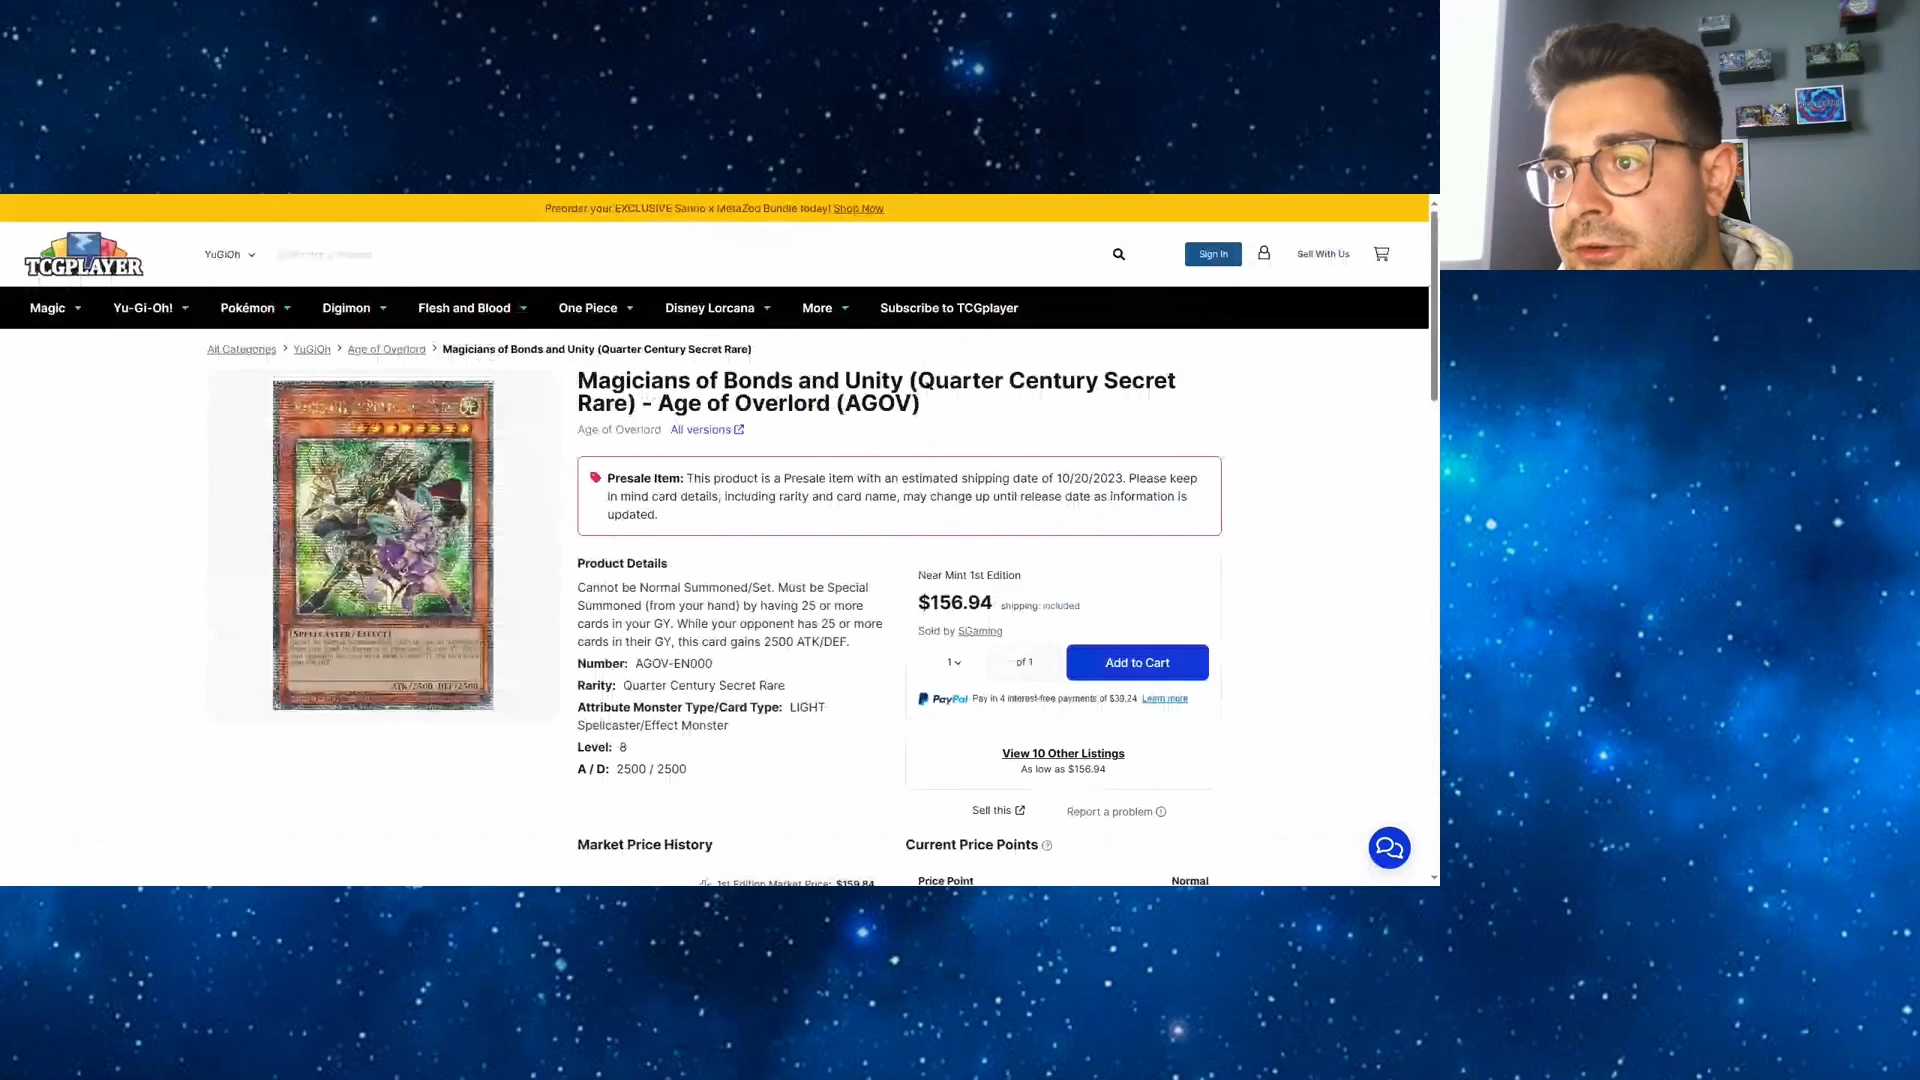 Preorder your EXCLUSIVE Sanno x MetaZoo Bundle today! Shop Now
TCGPLAYER
YuGiOh
Sign In
Sell With Us
Magic
Yu-Gi-Oh!
Pokémon
Digimon
Flesh and Blood
One Piece
Disney Lorcana
More
Subscribe to TCGplayer
All Categories > YuGiOh > Age of Overlord > Magicians of Bonds and Unity (Quarter Century Secret Rare)
Magicians of Bonds and Unity (Quarter Century Secret
Rare) - Age of Overlord (AGOV)
Age of Overlord All versions
Presale Item: This product is a Presale item with an estimated shipping date of 10/20/2023. Please keep
in mind card details, including rarity and card name, may change up until release date as information is
updated.
[SPELLCASTER/EFFECT]
ATK/2500 DEF/2500
Product Details
Cannot be Normal Summoned/Set. Must be Special
Summoned (from your hand) by having 25 or more
cards in your GY. While your opponent has 25 or more
cards in their GY, this card gains 2500 ATK/DEF.
Number: AGOV-EN000
Rarity: Quarter Century Secret Rare
Attribute Monster Type/Card Type: LIGHT
Spellcaster/Effect Monster
Level: 8
A / D: 2500 / 2500
Near Mint 1st Edition
$156.94 shipping: included
Sold by SGaming
1 of 1
Add to Cart
PayPal Pay in 4 interest-free payments of $39.24 Learn more
View 10 Other Listings
As low as $156.94
Sell this
Report a problem
Market Price History
1st Edition Market Price: $159.84
Current Price Points
Price Point
Normal